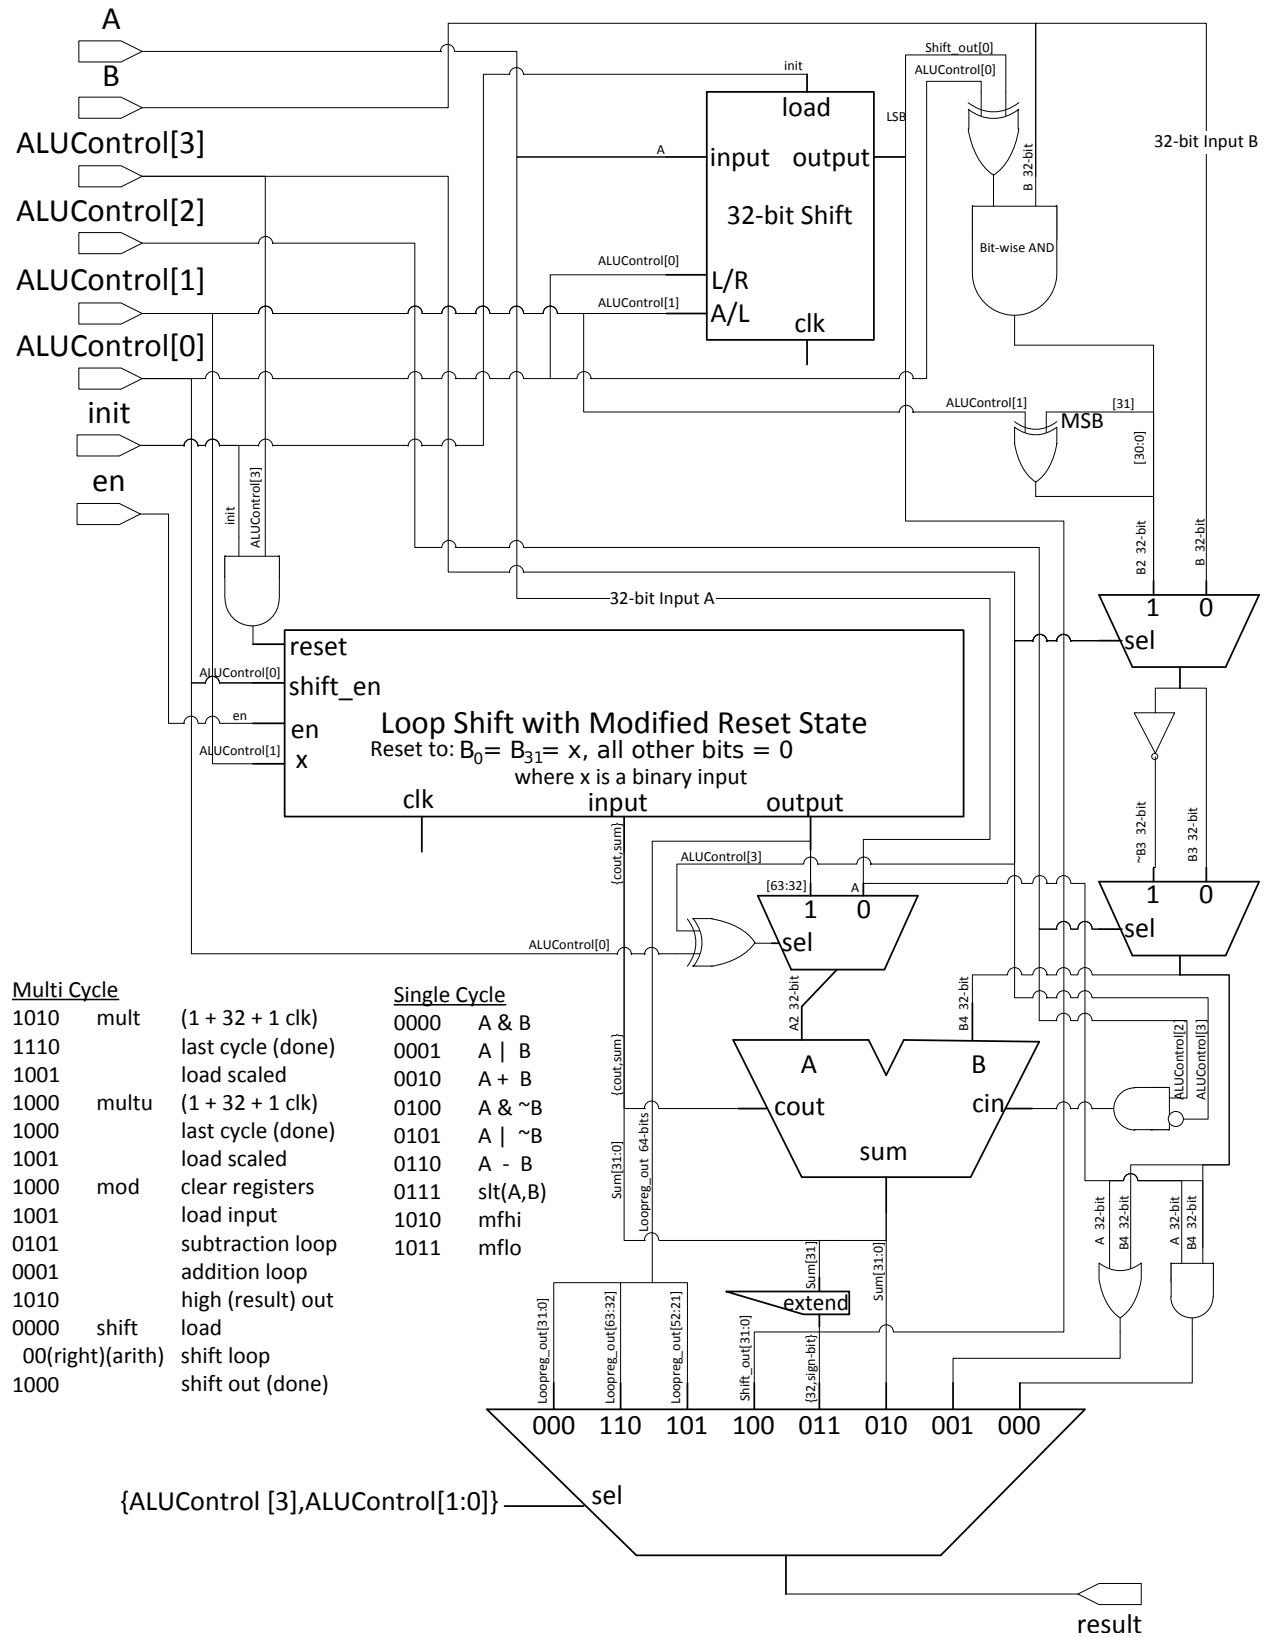 A
B
ALUControl[3]
ALUControl[2]
ALUControl[1]
ALUControl[0]
init
en
init
Shift_out[0]
ALUControl[0]
LSB
load
input
output
A
32-bit Shift
ALUControl[0]
L/R
ALUControl[1]
A/L
clk
B 32-bit
32-bit Input B
Bit-wise AND
ALUControl[1]
[31]
MSB
[30:0]
init
ALUControl[3]
B2 32-bit
B 32-bit
32-bit Input A
1 0
sel
reset
ALUControl[0]
shift_en
en
en
ALUControl[1]
x
Loop Shift with Modified Reset State
Reset to: B0= B31= x, all other bits = 0
where x is a binary input
clk
input
output
~B3 32-bit
B3 32-bit
{cout,sum}
ALUControl[3]
[63:32]
A
1 0
sel
1 0
sel
ALUControl[0]
A2 32-bit
B4 32-bit
Multi Cycle
1010 mult (1 + 32 + 1 clk)
1110 last cycle (done)
1001 load scaled
1000 multu (1 + 32 + 1 clk)
1000 last cycle (done)
1001 load scaled
1000 mod clear registers
1001 load input
0101 subtraction loop
0001 addition loop
1010 high (result) out
0000 shift load
00(right)(arith) shift loop
1000 shift out (done)
Single Cycle
0000 A & B
0001 A | B
0010 A + B
0100 A & ~B
0101 A | ~B
0110 A - B
0111 slt(A,B)
1010 mfhi
1011 mflo
{cout,sum}
A
B
cout
cin
sum
ALUControl[2]
ALUControl[3]
Sum[31:0]
Loopreg_out 64-bits
A 32-bit
B4 32-bit
A 32-bit
B4 32-bit
Sum[31]
Sum[31:0]
extend
Loopreg_out[31:0]
Loopreg_out[63:32]
Loopreg_out[52:21]
Shift_out[31:0]
{32,sign-bit}
000 110 101 100 011 010 001 000
{ALUControl [3],ALUControl[1:0]}
sel
result